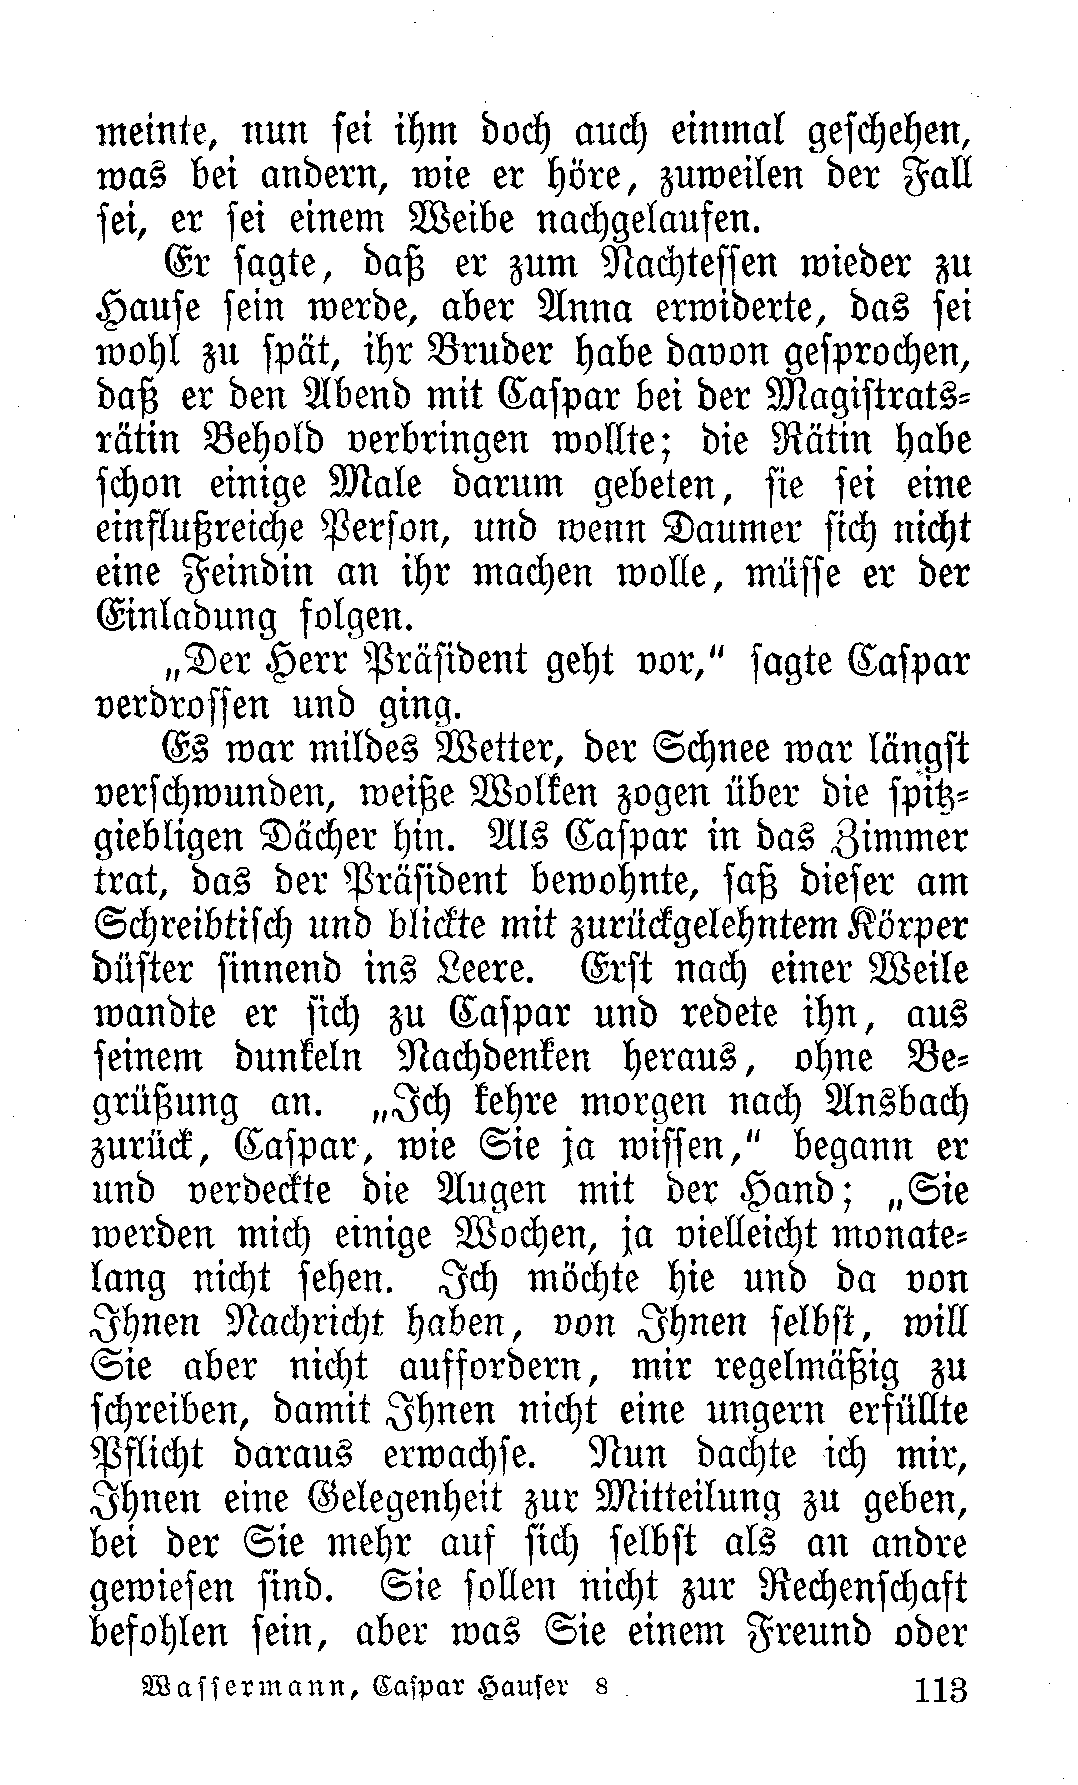 meinte, nun sei ihm doch auch einmal geschehen,
was bei andern, wie er höre, zuweilen der Fall
sei, er sei einem Weibe nachgelaufen.
Er sagte, daß er zum Nachtessen wieder zu
Hause sein werde, aber Anna erwiderte, das sei
wohl zu spät, ihr Bruder habe davon gesprochen,
daß er den Abend mit Caspar bei der Magistrats-
rätin Behold verbringen wollte; die Rätin habe
schon einige Male darum gebeten, sie sei eine
einflußreiche Person, und wenn Daumer sich nicht
eine Feindin an ihr machen wolle, müsse er der
Einladung folgen.
„Der Herr Präsident geht vor,“ sagte Caspar
verdrossen und ging.
Es war mildes Wetter, der Schnee war längst
verschwunden, weiße Wolken zogen über die spitz-
giebligen Dächer hin. Als Caspar in das Zimmer
trat, das der Präsident bewohnte, saß dieser am
Schreibtisch und blickte mit zurückgelehntem Körper
düster sinnend ins Leere. Erst nach einer Weile
wandte er sich zu Caspar und redete ihn, aus
seinem dunkeln Nachdenken heraus, ohne Be-
grüßung an. „Ich kehre morgen nach Ansbach
zurück, Caspar, wie Sie ja wissen,“ begann er
und verdeckte die Augen mit der Hand; „Sie
werden mich einige Wochen, ja vielleicht monate-
lang nicht sehen. Ich möchte hie und da von
Ihnen Nachricht haben, von Ihnen selbst, will
Sie aber nicht auffordern, mir regelmäßig zu
schreiben, damit Ihnen nicht eine ungern erfüllte
Pflicht daraus erwachse. Nun dachte ich mir,
Ihnen eine Gelegenheit zur Mitteilung zu geben,
bei der Sie mehr auf sich selbst als an andre
gewiesen sind. Sie sollen nicht zur Rechenschaft
befohlen sein, aber was Sie einem Freund oder
Wassermann, Caspar Hauser 8 113